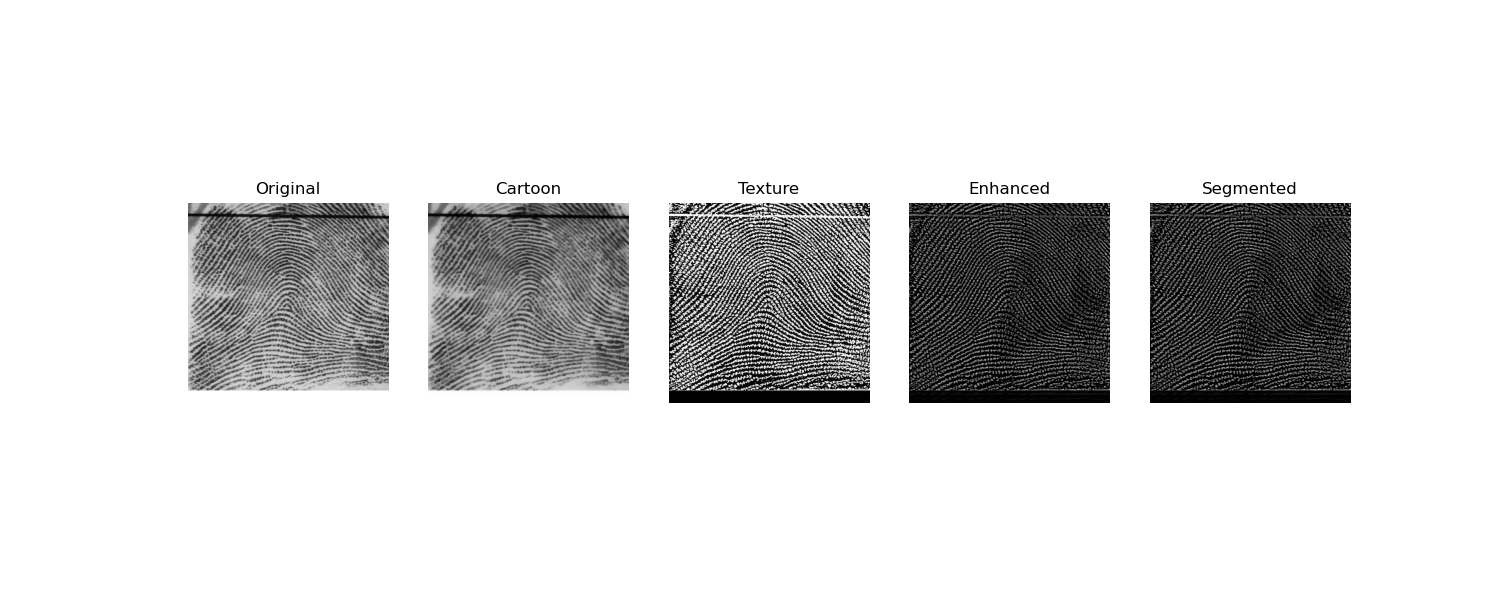 Original
Cartoon
Texture
Enhanced
Segmented